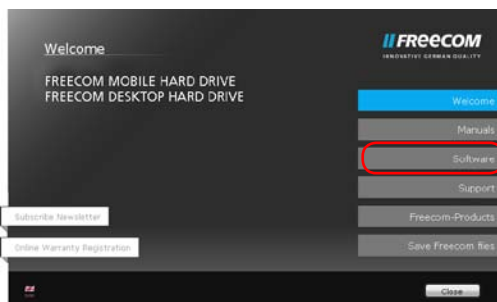 Welcome
FREECOM
INNOVATIVE GERMAN QUALITY
FREECOM MOBILE HARD DRIVE
FREECOM DESKTOP HARD DRIVE
Welcome
Manuals
Software
Support
Freecom-Products
Save Freecom files
Subscribe Newsletter
Online Warranty Registration
Close